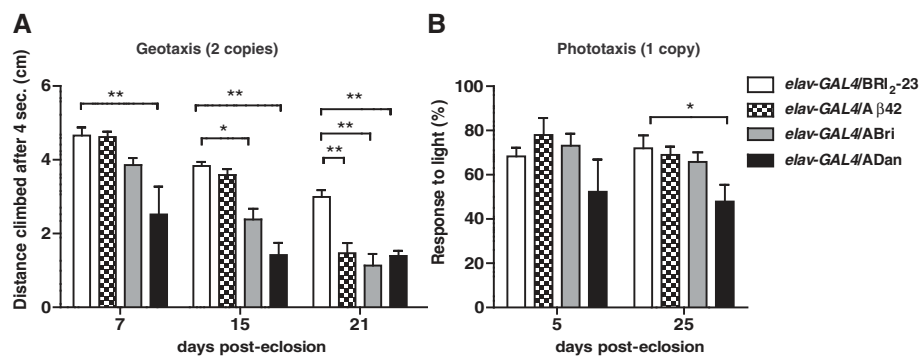 A
Geotaxis (2 copies)
Distance climbed after 4 sec. (cm)
6
4
2
0
**
**
*
**
**
**
7
15
21
days post-eclosion
B
Phototaxis (1 copy)
Response to light (%)
100
80
60
40
20
0
*
5
25
days post-eclosion
elav-GAL4/BRI2-23
elav-GAL4/A β42
elav-GAL4/ABri
elav-GAL4/ADan